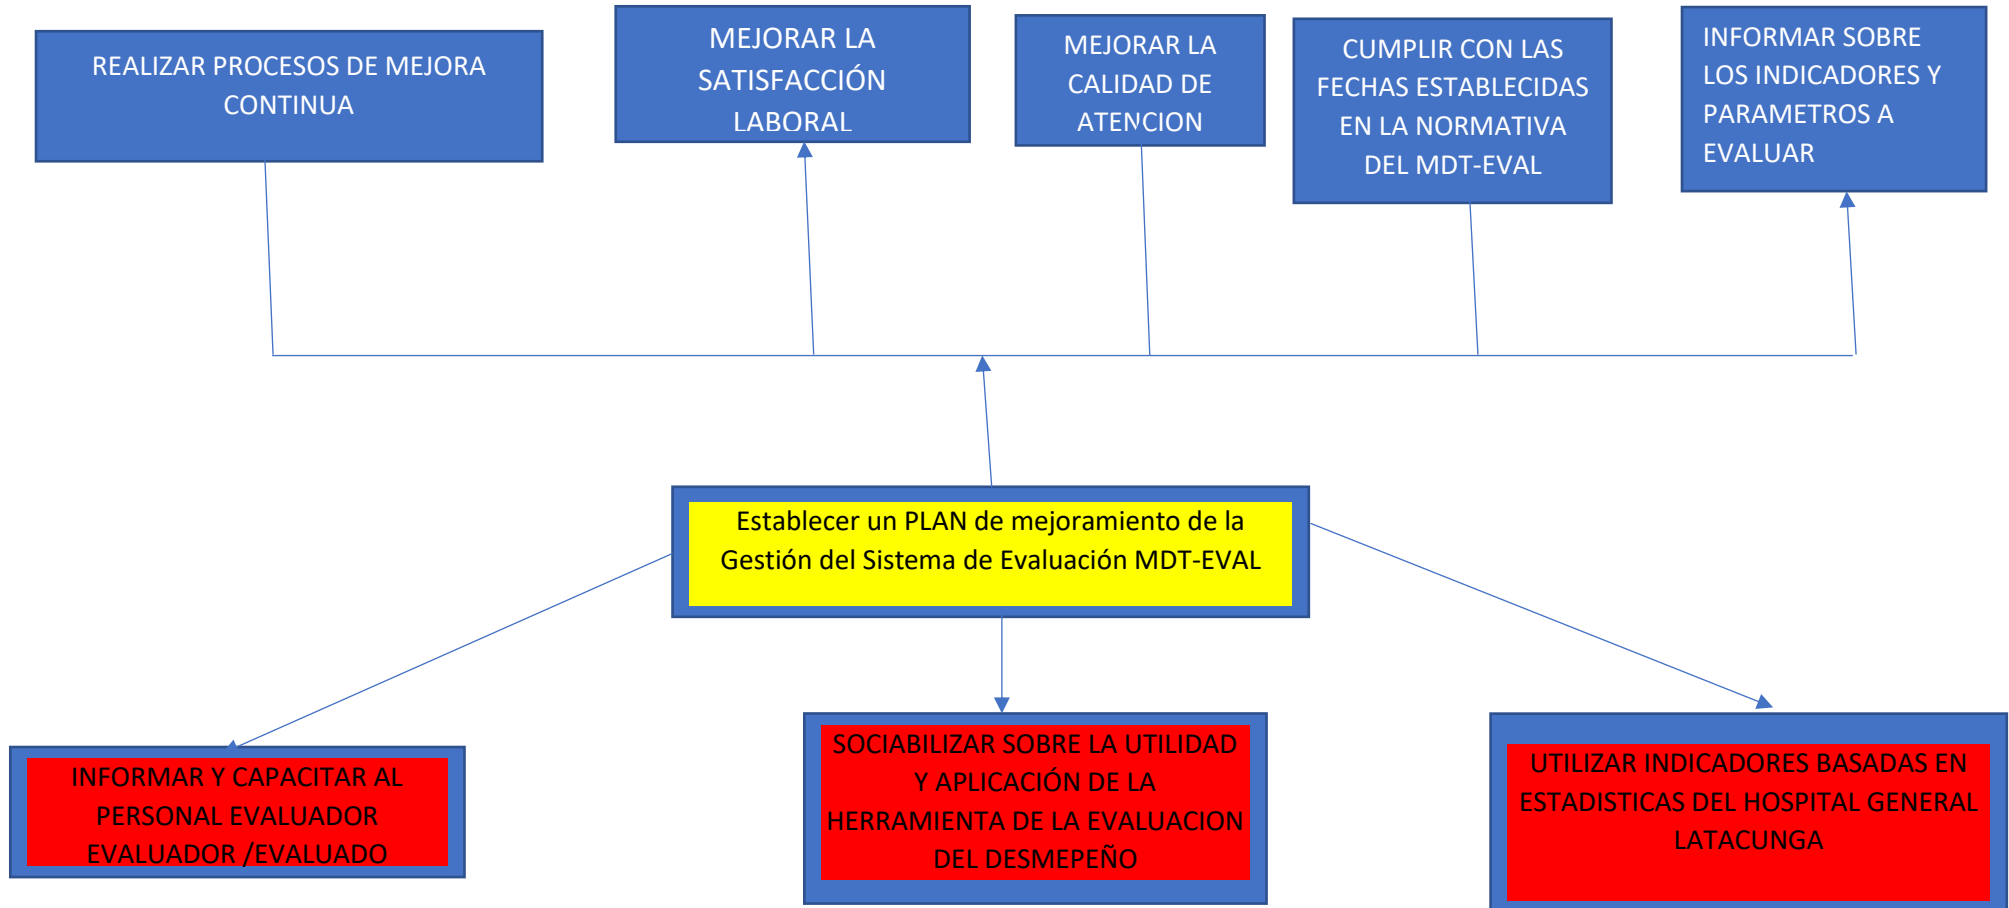 REALIZAR PROCESOS DE MEJORA
CONTINUA
MEJORAR LA
SATISFACCIÓN
LABORAL
MEJORAR LA
CALIDAD DE
ATENCION
CUMPLIR CON LAS
FECHAS ESTABLECIDAS
EN LA NORMATIVA
DEL MDT-EVAL
INFORMAR SOBRE
LOS INDICADORES Y
PARAMETROS A
EVALUAR
Establecer un PLAN de mejoramiento de la
Gestión del Sistema de Evaluación MDT-EVAL
INFORMAR Y CAPACITAR AL
PERSONAL EVALUADOR
EVALUADOR /EVALUADO
SOCIABILIZAR SOBRE LA UTILIDAD
Y APLICACIÓN DE LA
HERRAMIENTA DE LA EVALUACION
DEL DESMEPEÑO
UTILIZAR INDICADORES BASADAS EN
ESTADISTICAS DEL HOSPITAL GENERAL
LATACUNGA